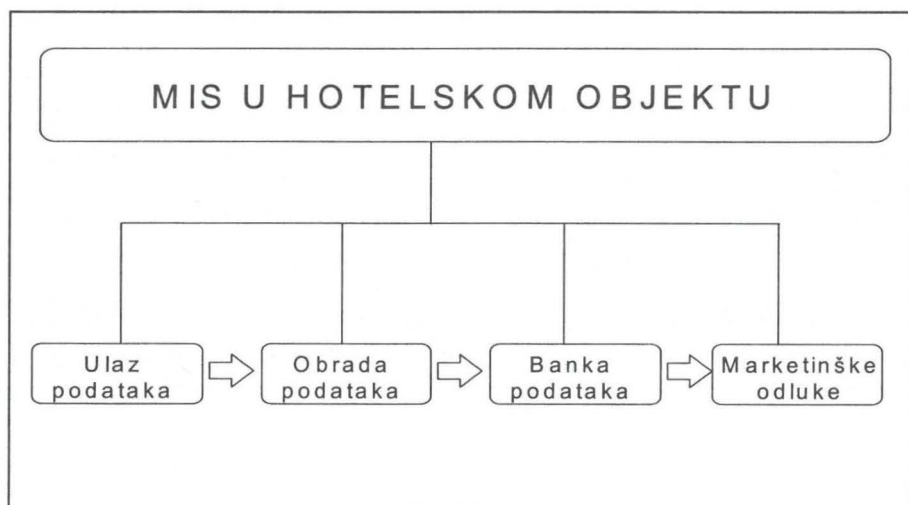 MIS U HOTELSKOM OBJEKTU
Ulaz
podataka
Obrada
podataka
Banka
podataka
Marketinške
odluke